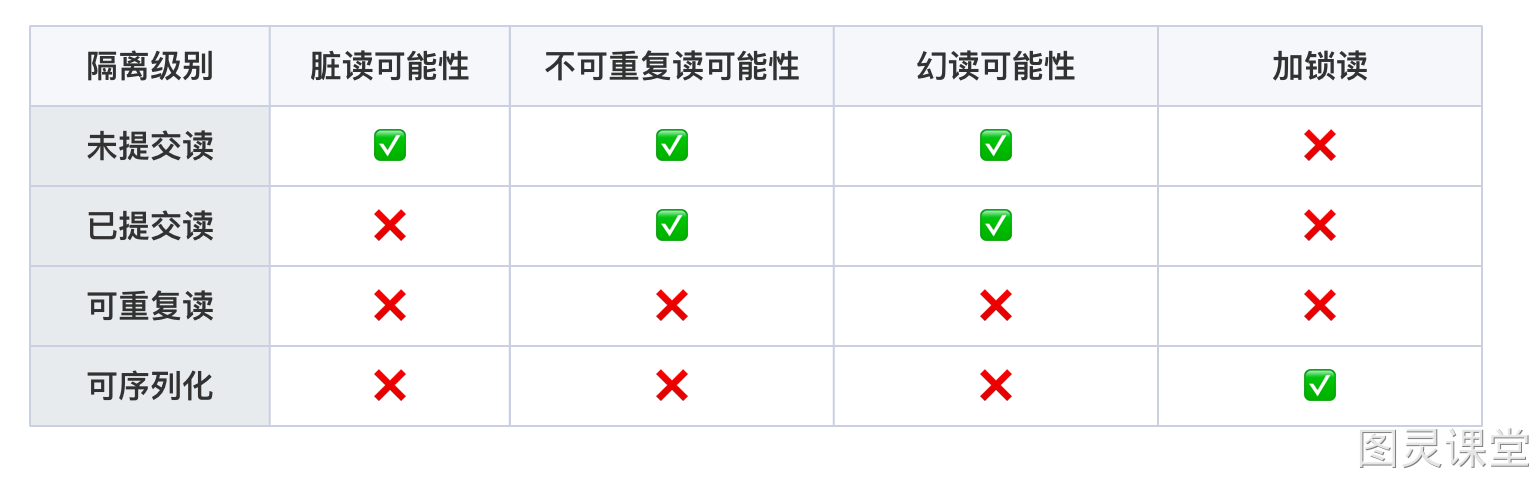 隔离级别 脏读可能性 不可重复读可能性 幻读可能性 加锁读
未提交读 ✅ ✅ ✅ ❌
已提交读 ❌ ✅ ✅ ❌
可重复读 ❌ ❌ ❌ ❌
可序列化 ❌ ❌ ❌ ✅
图灵课堂